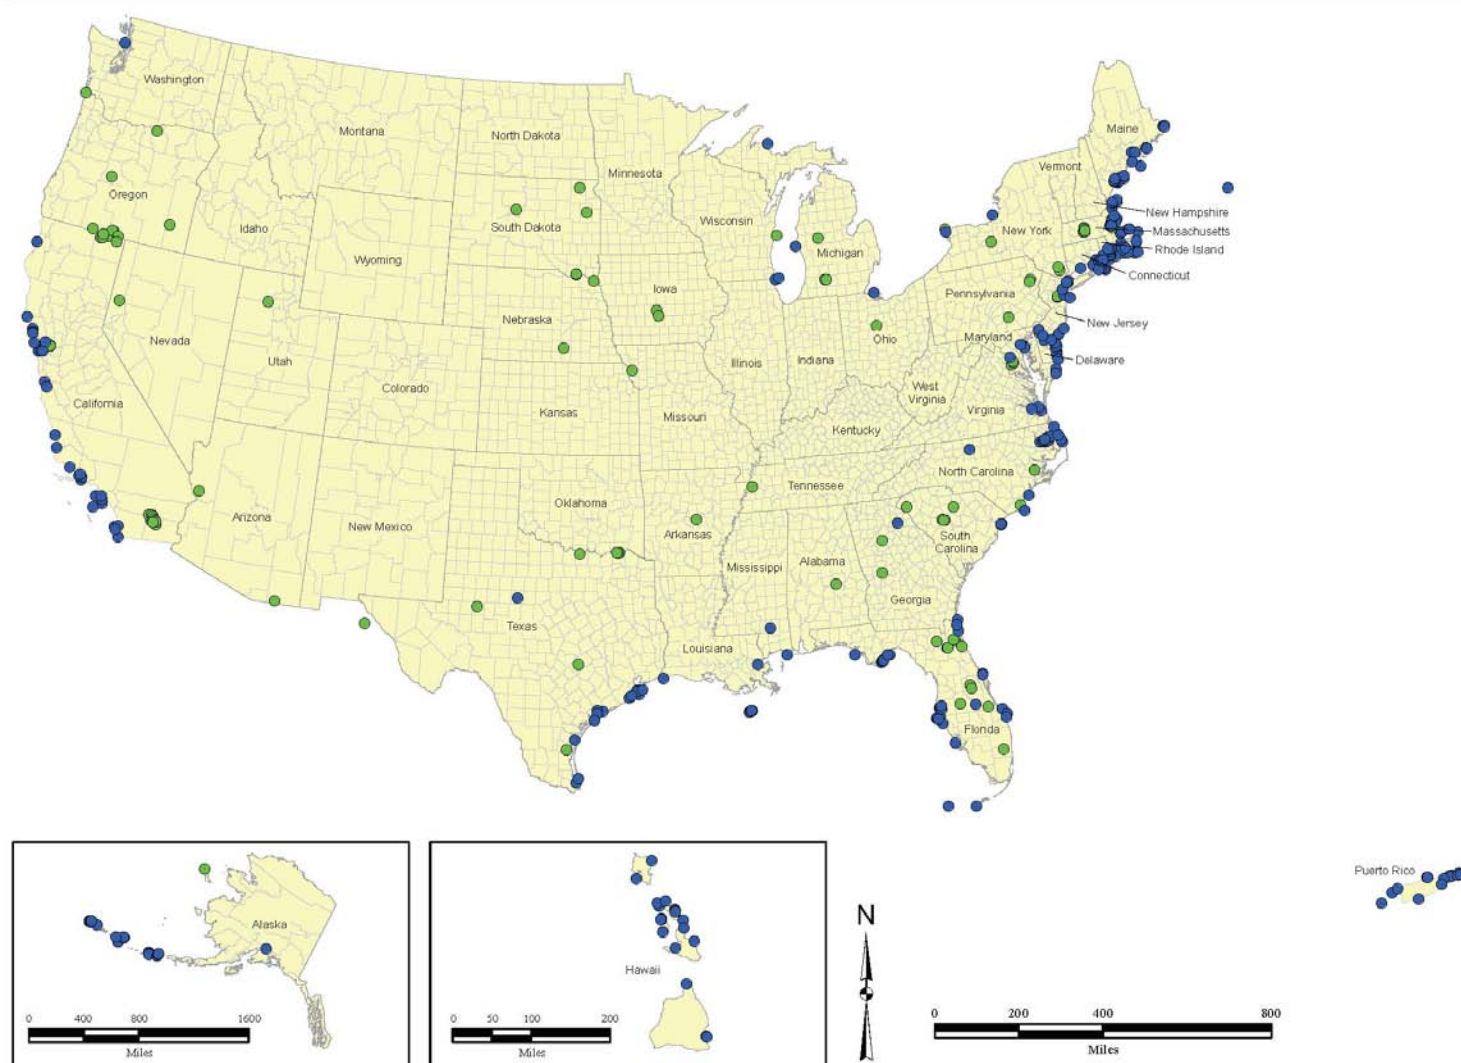 Washington
Montana
North Dakota
Minnesota
Maine
Vermont
Oregon
Idaho
Wyoming
South Dakota
Wisconsin
Michigan
New York
New Hampshire
Massachusetts
Rhode Island
Connecticut
Iowa
Nebraska
Pennsylvania
New Jersey
Nevada
Utah
Colorado
Illinois
Indiana
Ohio
Maryland
Delaware
California
Kansas
Missouri
West
Virginia
Virginia
Kentucky
Arizona
New Mexico
Oklahoma
Arkansas
Tennessee
North Carolina
South
Carolina
Mississippi
Alabama
Georgia
Texas
Louisiana
Florida
Alaska
0 400 800 1600
Miles
Hawaii
0 50 100 200
Miles
N
0 200 400 800
Miles
Puerto Rico